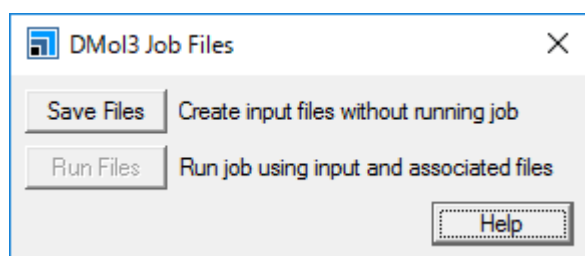 DMol3 Job Files
Save Files Create input files without running job
Run Files Run job using input and associated files
Help